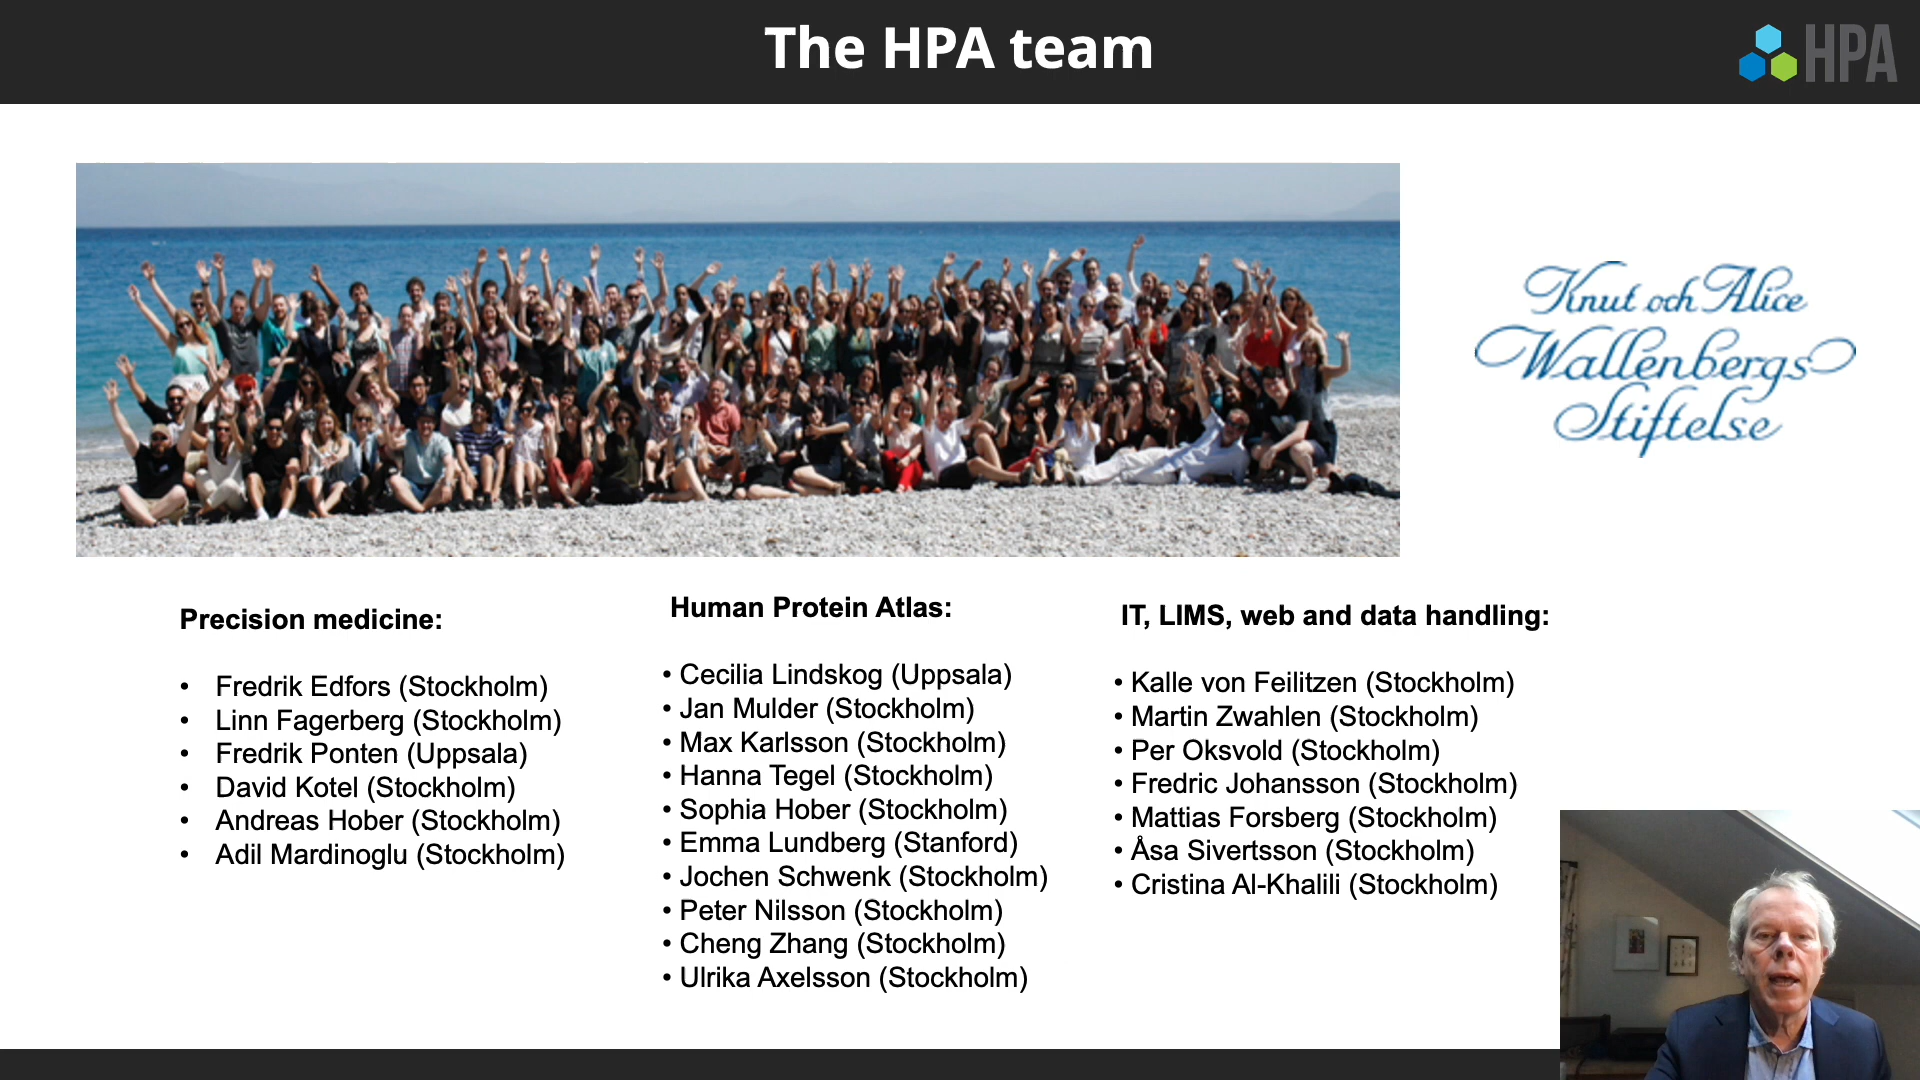 The HPA team
HPA
Knut och Alice
Wallenbergs
Stiftelse
Precision medicine:
• Fredrik Edfors (Stockholm)
• Linn Fagerberg (Stockholm)
• Fredrik Ponten (Uppsala)
• David Kotel (Stockholm)
• Andreas Hober (Stockholm)
• Adil Mardinoglu (Stockholm)
Human Protein Atlas:
• Cecilia Lindskog (Uppsala)
• Jan Mulder (Stockholm)
• Max Karlsson (Stockholm)
• Hanna Tegel (Stockholm)
• Sophia Hober (Stockholm)
• Emma Lundberg (Stanford)
• Jochen Schwenk (Stockholm)
• Peter Nilsson (Stockholm)
• Cheng Zhang (Stockholm)
• Ulrika Axelsson (Stockholm)
IT, LIMS, web and data handling:
• Kalle von Feilitzen (Stockholm)
• Martin Zwahlen (Stockholm)
• Per Oksvold (Stockholm)
• Fredric Johansson (Stockholm)
• Mattias Forsberg (Stockholm)
• Åsa Sivertsson (Stockholm)
• Cristina Al-Khalili (Stockholm)